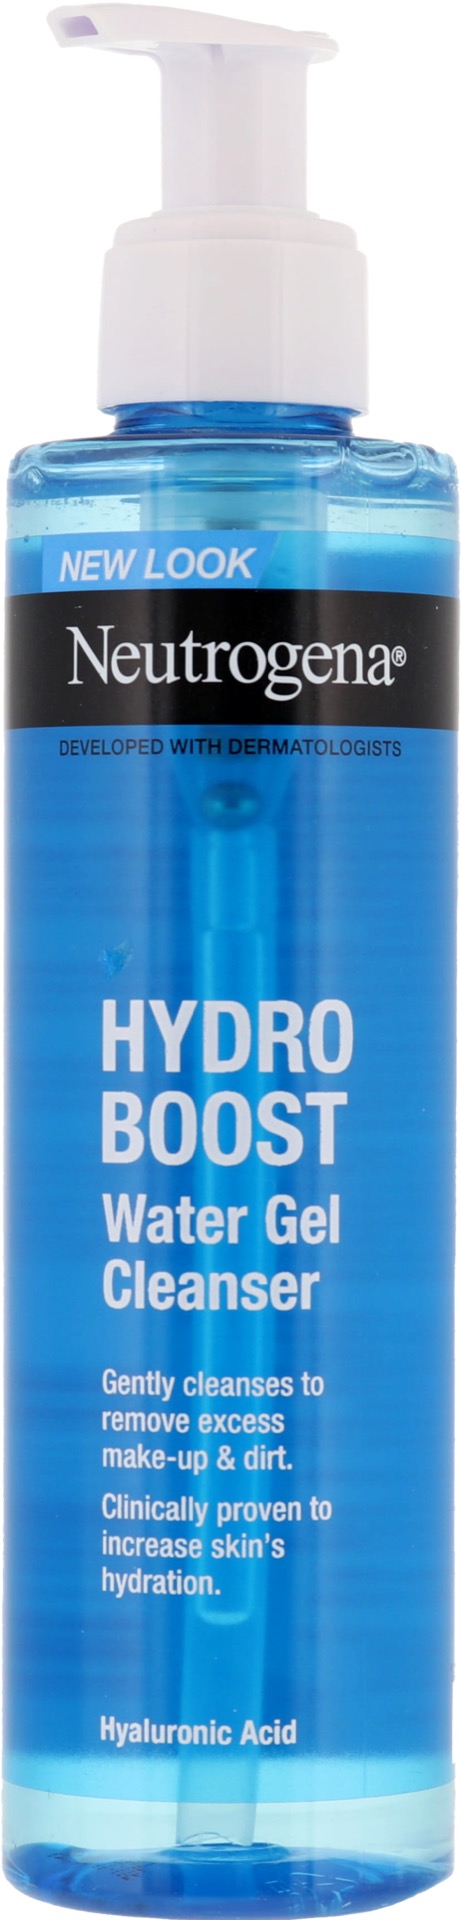 NEW LOOK
Neutrogena®
DEVELOPED WITH DERMATOLOGISTS
HYDRO
BOOST
Water Gel
Cleanser
Gently cleanses to
remove excess
make-up & dirt.
Clinically proven to
increase skin's
hydration.
Hyaluronic Acid